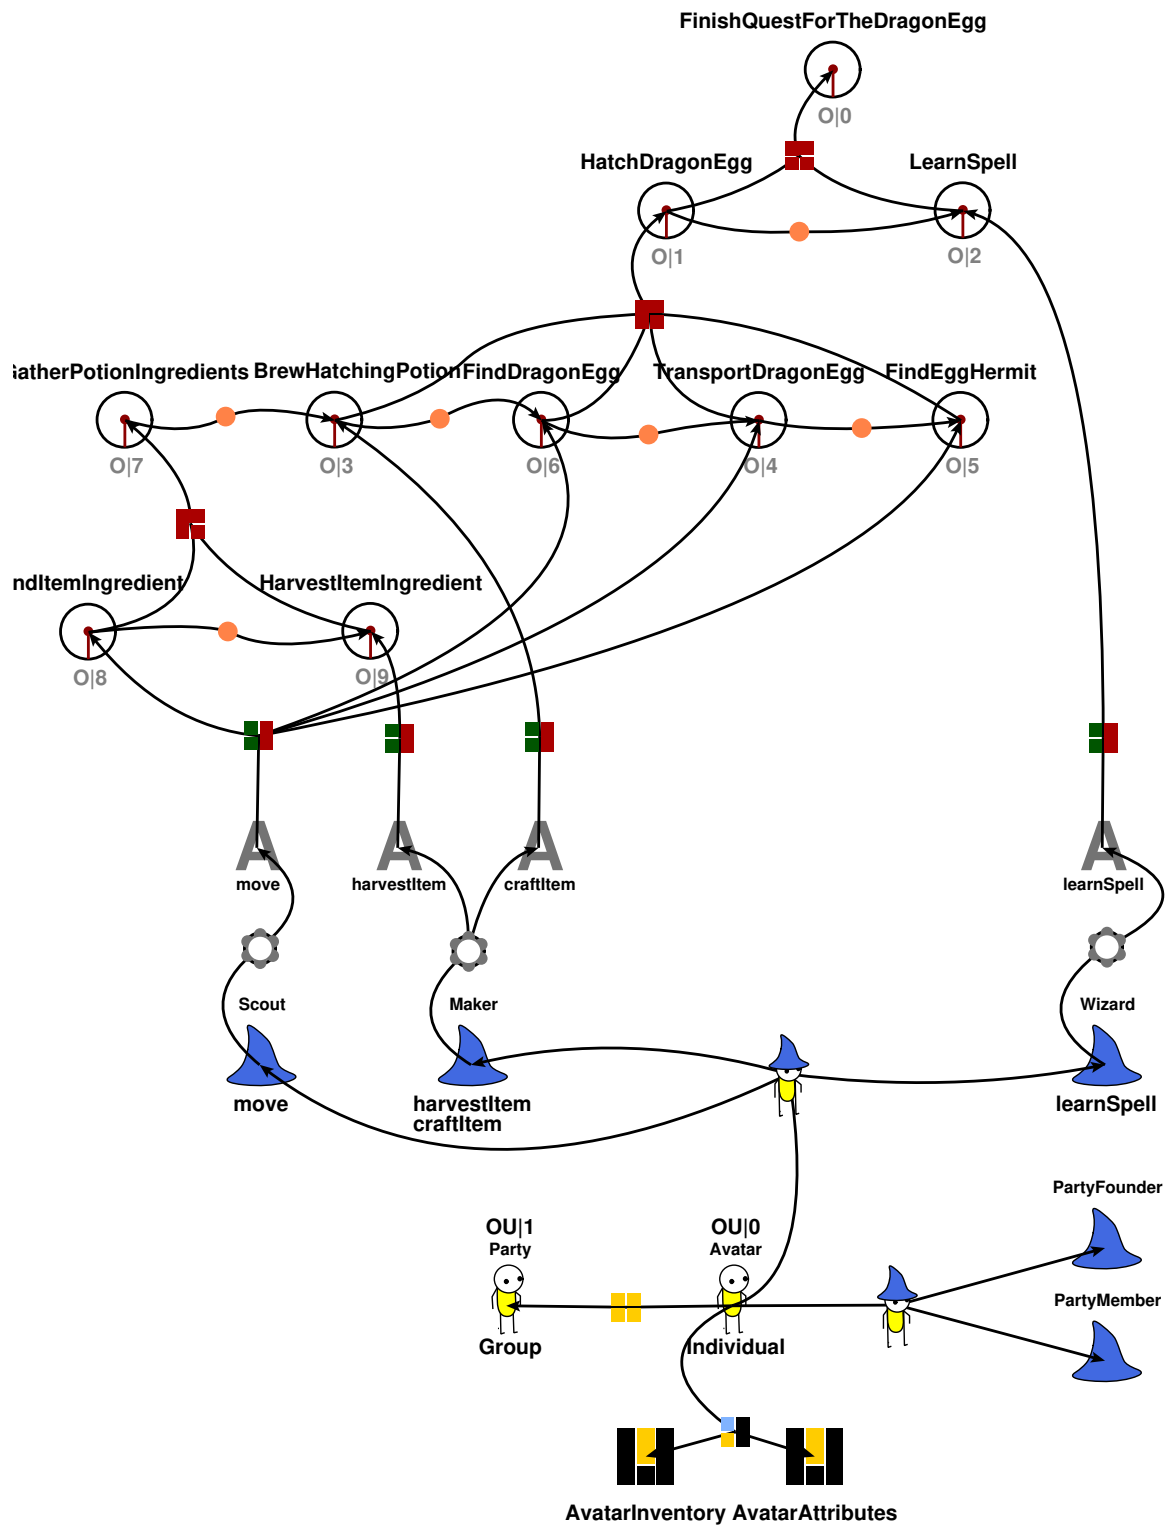 FinishQuestForTheDragonEgg
O|0
HatchDragonEgg
LearnSpell
O|1
O|2
GatherPotionIngredients
BrewHatchingPotion
FindDragonEgg
TransportDragonEgg
FindEggHermit
O|7
O|3
O|6
O|4
O|5
ndItemIngredient
HarvestItemIngredient
O|8
O|9
move
harvestItem
craftItem
learnSpell
Scout
Maker
Wizard
move
harvestItem
craftItem
learnSpell
PartyFounder
OU|1
Party
OU|0
Avatar
PartyMember
Group
Individual
AvatarInventory
AvatarAttributes